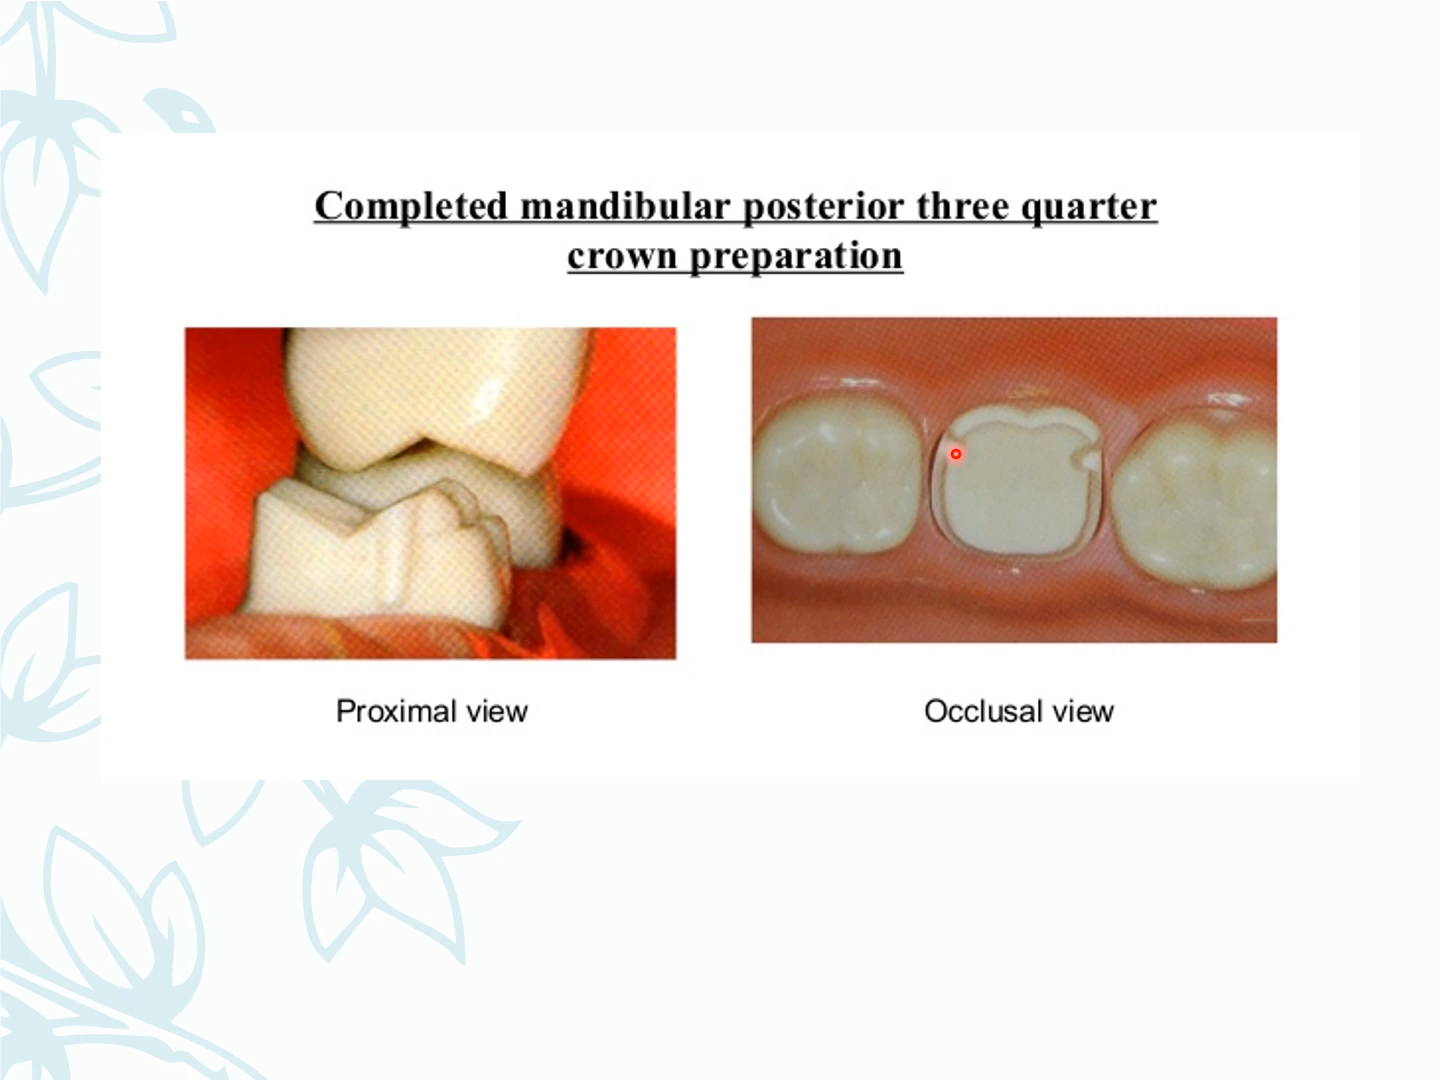 Completed mandibular posterior three quarter
crown preparation
Proximal view
Occlusal view